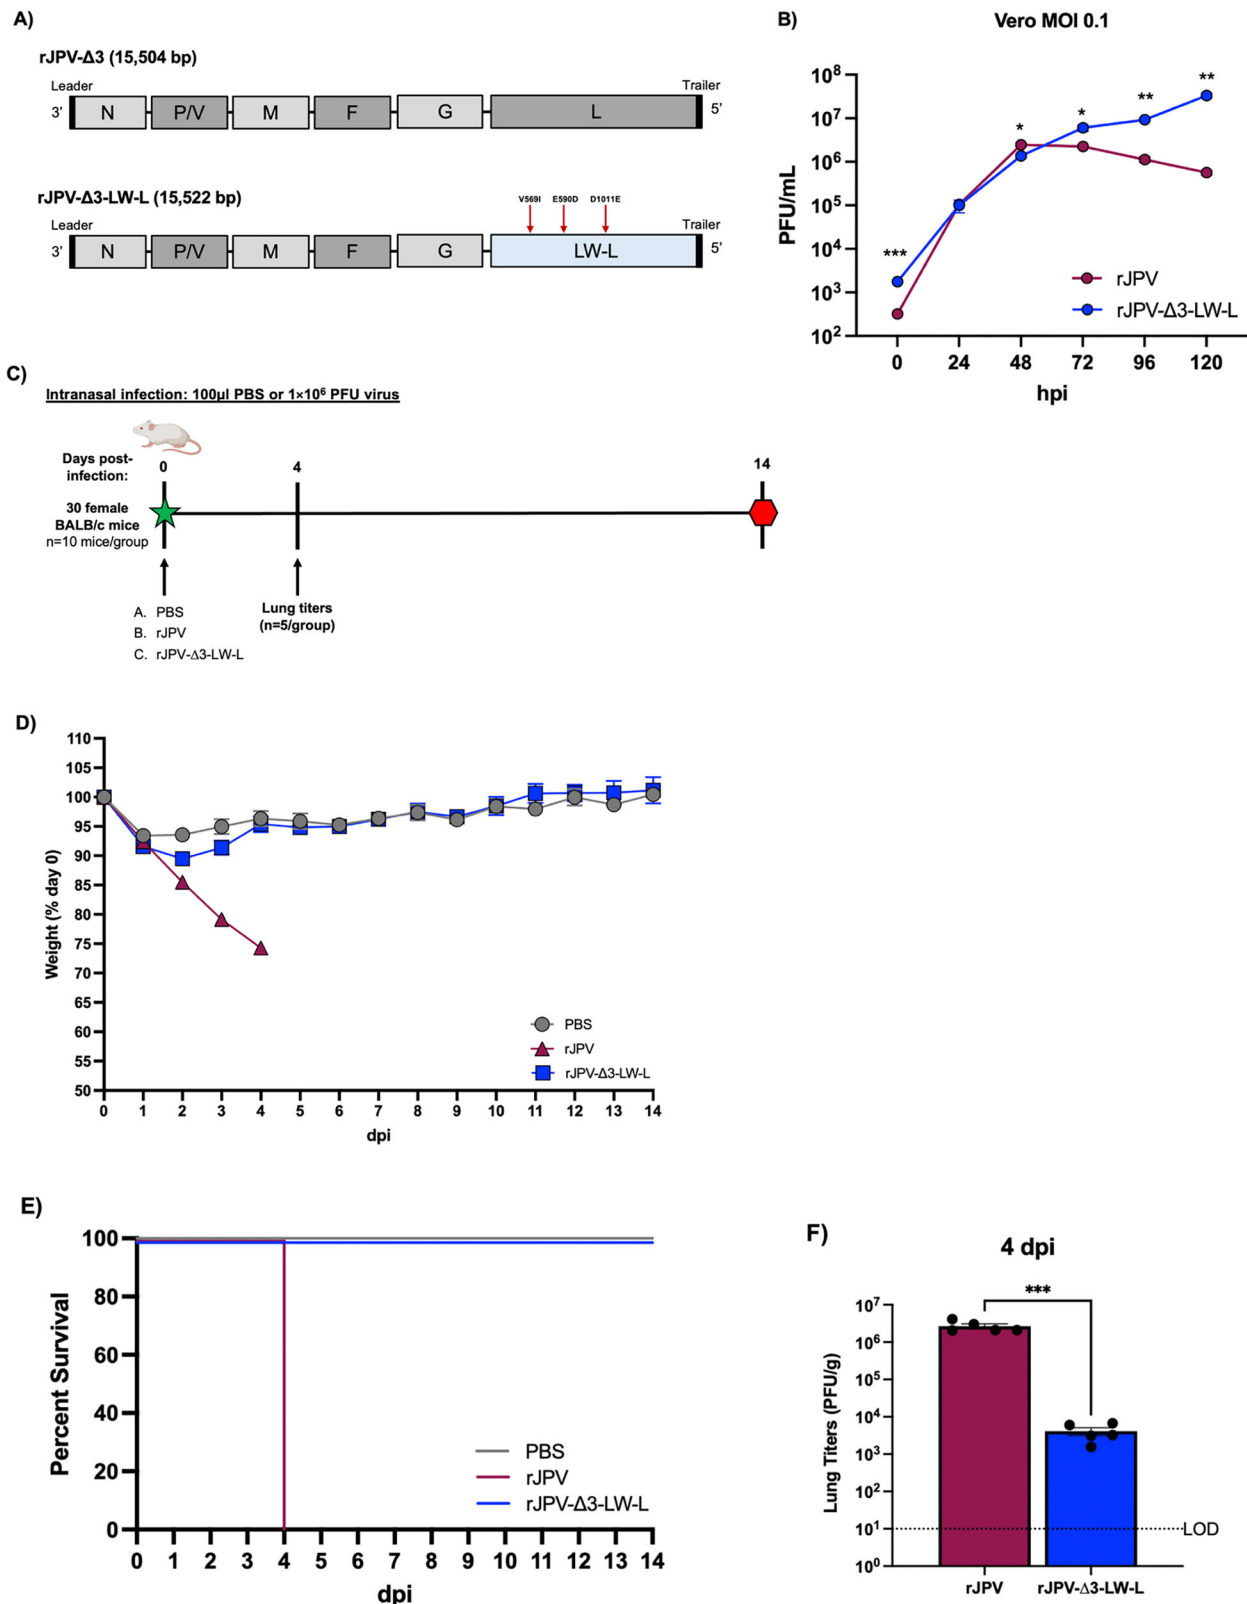 A)
rJPV-Δ3 (15,504 bp)
Leader
Trailer
3’ N P/V M F G L 5’
rJPV-Δ3-LW-L (15,522 bp)
V569I E590D D1011E
Leader
Trailer
3’ N P/V M F G LW-L 5’
B)
Vero MOI 0.1
PFU/mL
10⁸
10⁷
10⁶
10⁵
10⁴
10³
10²
***
*
*
**
**
rJPV
rJPV-Δ3-LW-L
0 24 48 72 96 120
hpi
C)
Intranasal infection: 100µl PBS or 1×10⁶ PFU virus
Days post-
infection:
0 4 14
30 female
BALB/c mice
n=10 mice/group
A. PBS
B. rJPV
C. rJPV-Δ3-LW-L
Lung titers
(n=5/group)
D)
Weight (% day 0)
110
105
100
95
90
85
80
75
70
65
60
55
50
PBS
rJPV
rJPV-Δ3-LW-L
0 1 2 3 4 5 6 7 8 9 10 11 12 13 14
dpi
E)
Percent Survival
100
80
60
40
20
0
PBS
rJPV
rJPV-Δ3-LW-L
0 1 2 3 4 5 6 7 8 9 10 11 12 13 14
dpi
F)
4 dpi
***
Lung Titers (PFU/g)
10⁷
10⁶
10⁵
10⁴
10³
10²
10¹
10⁰
LOD
rJPV rJPV-Δ3-LW-L